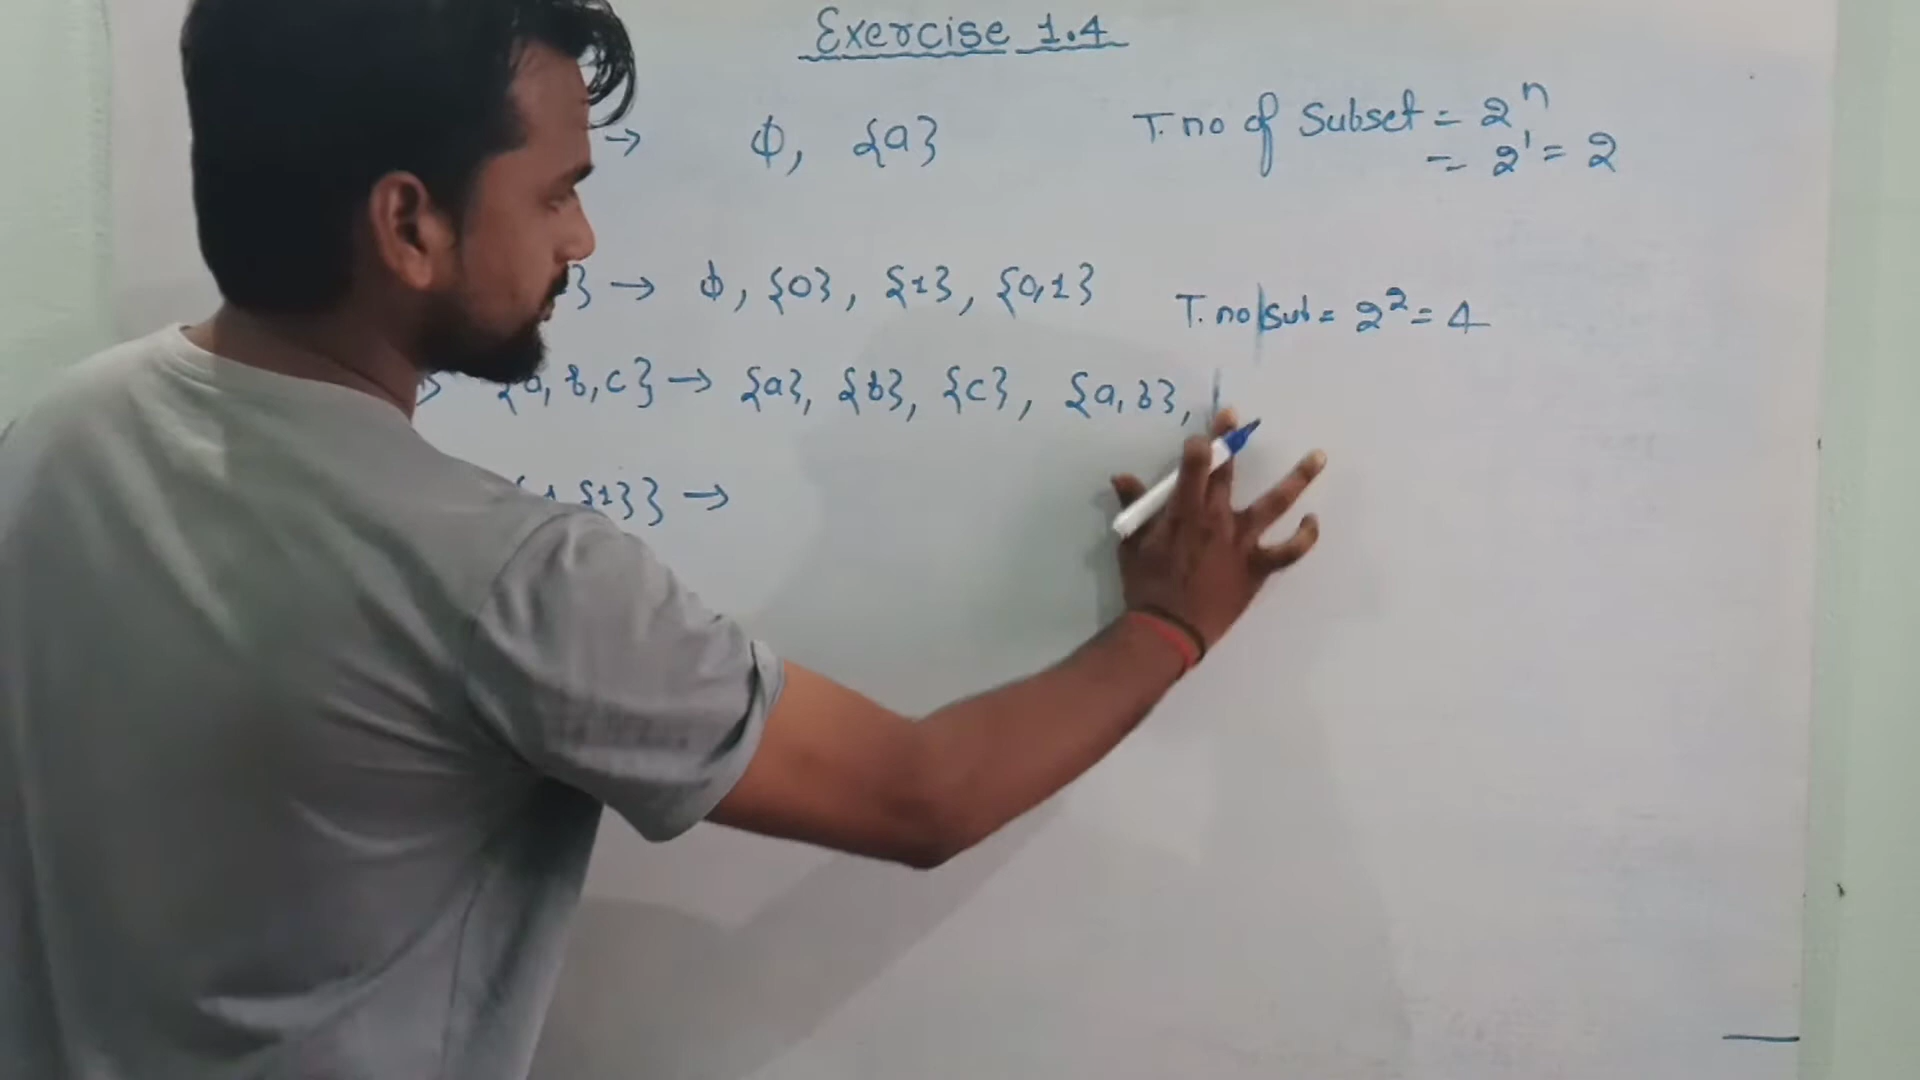 Exercise 1.4
→ ϕ, {a} T. no of Subset = 2ⁿ
= 2¹ = 2
} → ϕ, {0}, {1}, {0,1} T. no/sub = 2² = 4
{a, b, c} → {a}, {b}, {c}, {a, b},
{1}} →